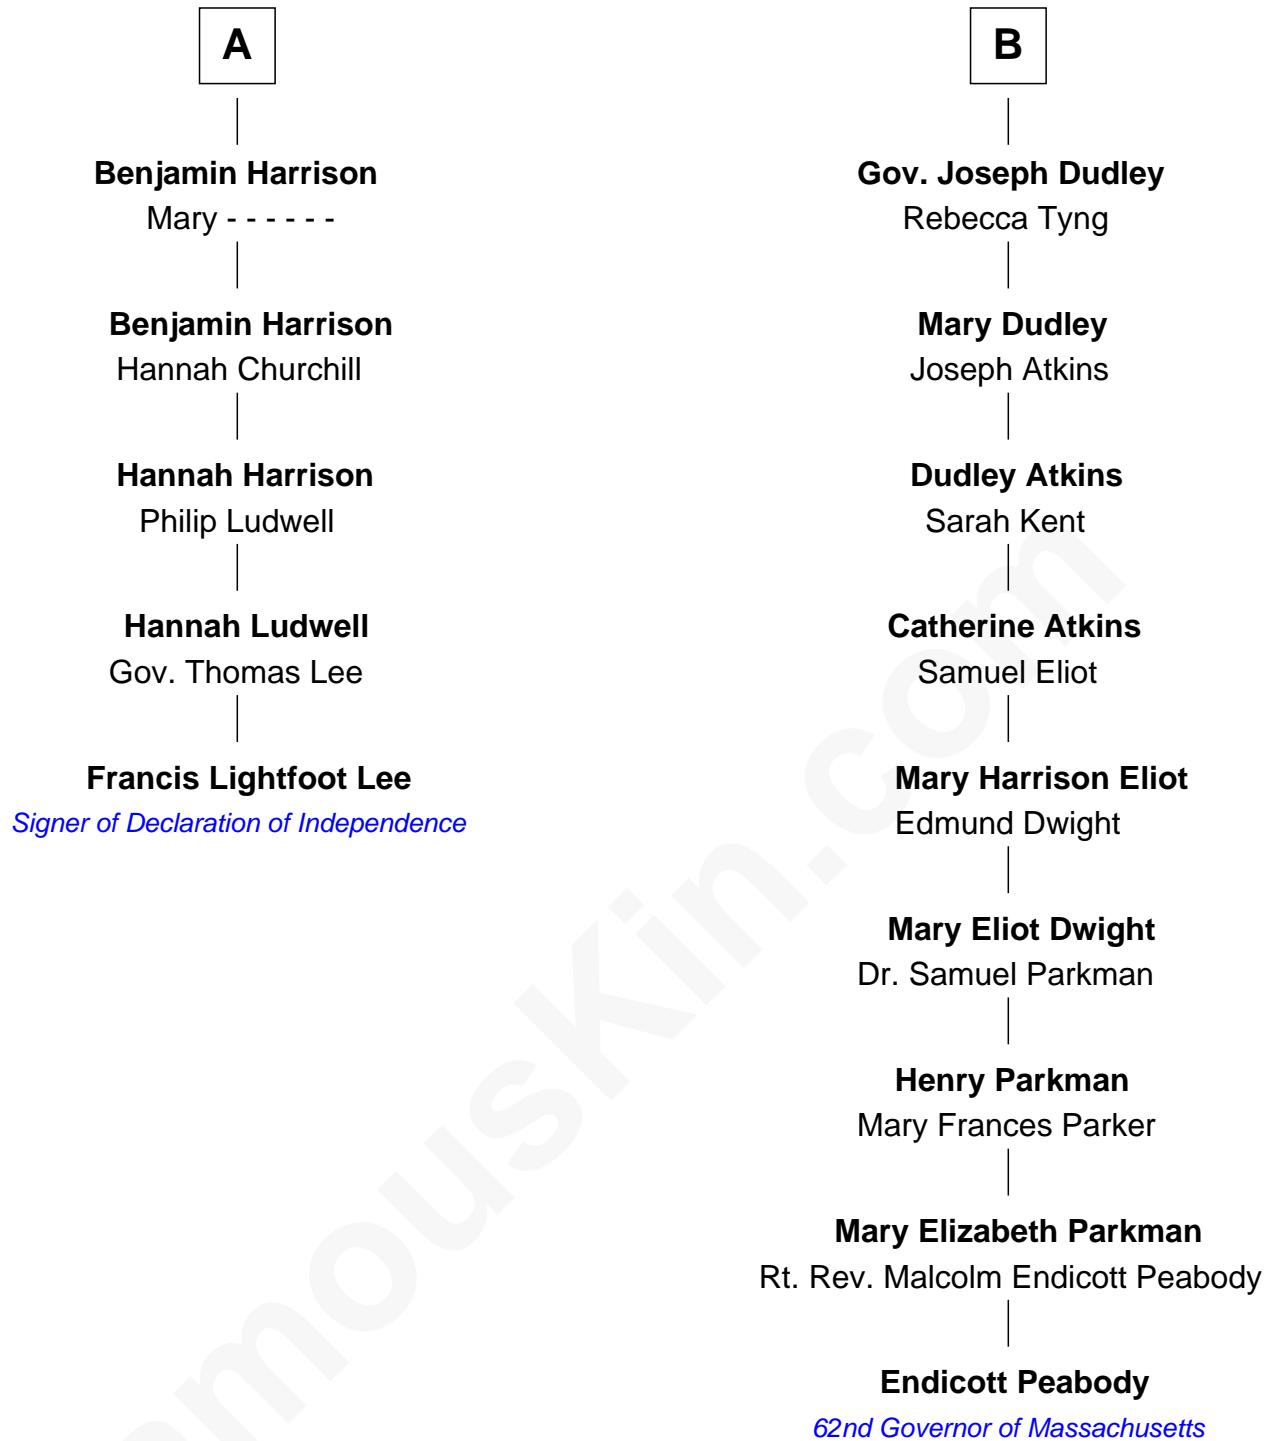 A
Benjamin Harrison
Mary - - - - - -
Benjamin Harrison
Hannah Churchill
Hannah Harrison
Philip Ludwell
Hannah Ludwell
Gov. Thomas Lee
Francis Lightfoot Lee
Signer of Declaration of Independence
B
Gov. Joseph Dudley
Rebecca Tyng
Mary Dudley
Joseph Atkins
Dudley Atkins
Sarah Kent
Catherine Atkins
Samuel Eliot
Mary Harrison Eliot
Edmund Dwight
Mary Eliot Dwight
Dr. Samuel Parkman
Henry Parkman
Mary Frances Parker
Mary Elizabeth Parkman
Rt. Rev. Malcolm Endicott Peabody
Endicott Peabody
62nd Governor of Massachusetts
amousKin.com